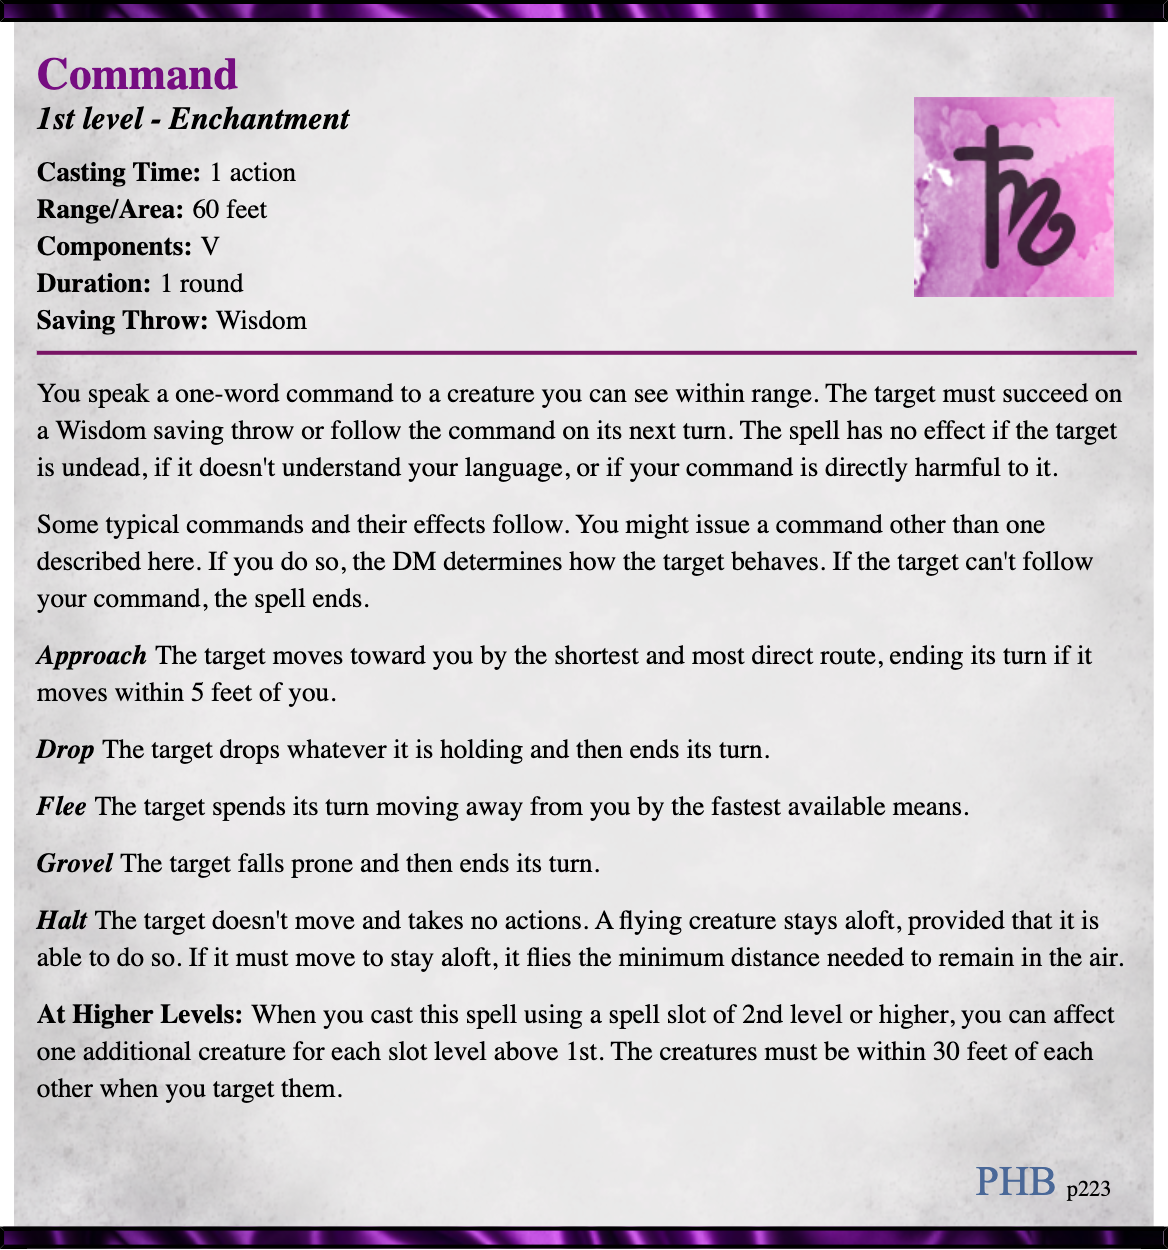 Command
1st level - Enchantment
Casting Time: 1 action
Range/Area: 60 feet
Components: V
Duration: 1 round
Saving Throw: Wisdom
You speak a one-word command to a creature you can see within range. The target must succeed on
a Wisdom saving throw or follow the command on its next turn. The spell has no effect if the target
is undead, if it doesn't understand your language, or if your command is directly harmful to it.
Some typical commands and their effects follow. You might issue a command other than one
described here. If you do so, the DM determines how the target behaves. If the target can't follow
your command, the spell ends.
Approach The target moves toward you by the shortest and most direct route, ending its turn if it
moves within 5 feet of you.
Drop The target drops whatever it is holding and then ends its turn.
Flee The target spends its turn moving away from you by the fastest available means.
Grovel The target falls prone and then ends its turn.
Halt The target doesn't move and takes no actions. A flying creature stays aloft, provided that it is
able to do so. If it must move to stay aloft, it flies the minimum distance needed to remain in the air.
At Higher Levels: When you cast this spell using a spell slot of 2nd level or higher, you can affect
one additional creature for each slot level above 1st. The creatures must be within 30 feet of each
other when you target them.
PHB p223